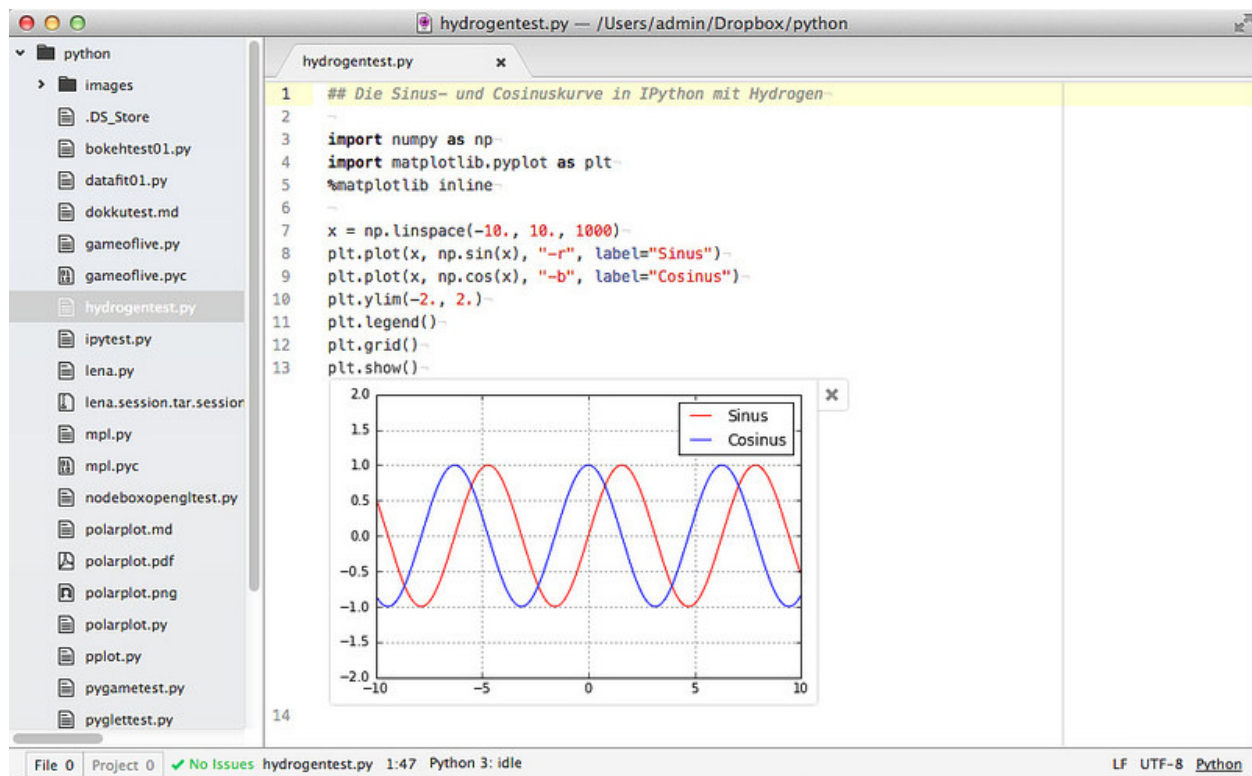 hydrogentest.py — /Users/admin/Dropbox/python
python
images
.DS_Store
bokehtest01.py
datafit01.py
dokkutest.md
gameoflive.py
gameoflive.pyc
hydrogentest.py
ipytest.py
lena.py
lena.session.tar.session
mpl.py
mpl.pyc
nodeboxopengltest.py
polarplot.md
polarplot.pdf
polarplot.png
polarplot.py
pplot.py
pygametest.py
pyglettest.py
hydrogentest.py
1 ## Die Sinus- und Cosinuskurve in IPython mit Hydrogen¬
2 ¬
3 import numpy as np¬
4 import matplotlib.pyplot as plt¬
5 %matplotlib inline¬
6 ¬
7 x = np.linspace(-10., 10., 1000)¬
8 plt.plot(x, np.sin(x), "-r", label="Sinus")¬
9 plt.plot(x, np.cos(x), "-b", label="Cosinus")¬
10 plt.ylim(-2., 2.)¬
11 plt.legend()¬
12 plt.grid()¬
13 plt.show()¬
2.0
1.5
1.0
0.5
0.0
−0.5
−1.0
−1.5
−2.0
−10 −5 0 5 10
Sinus
Cosinus
14
File 0 Project 0 No Issues hydrogentest.py 1:47 Python 3: idle LF UTF-8 Python